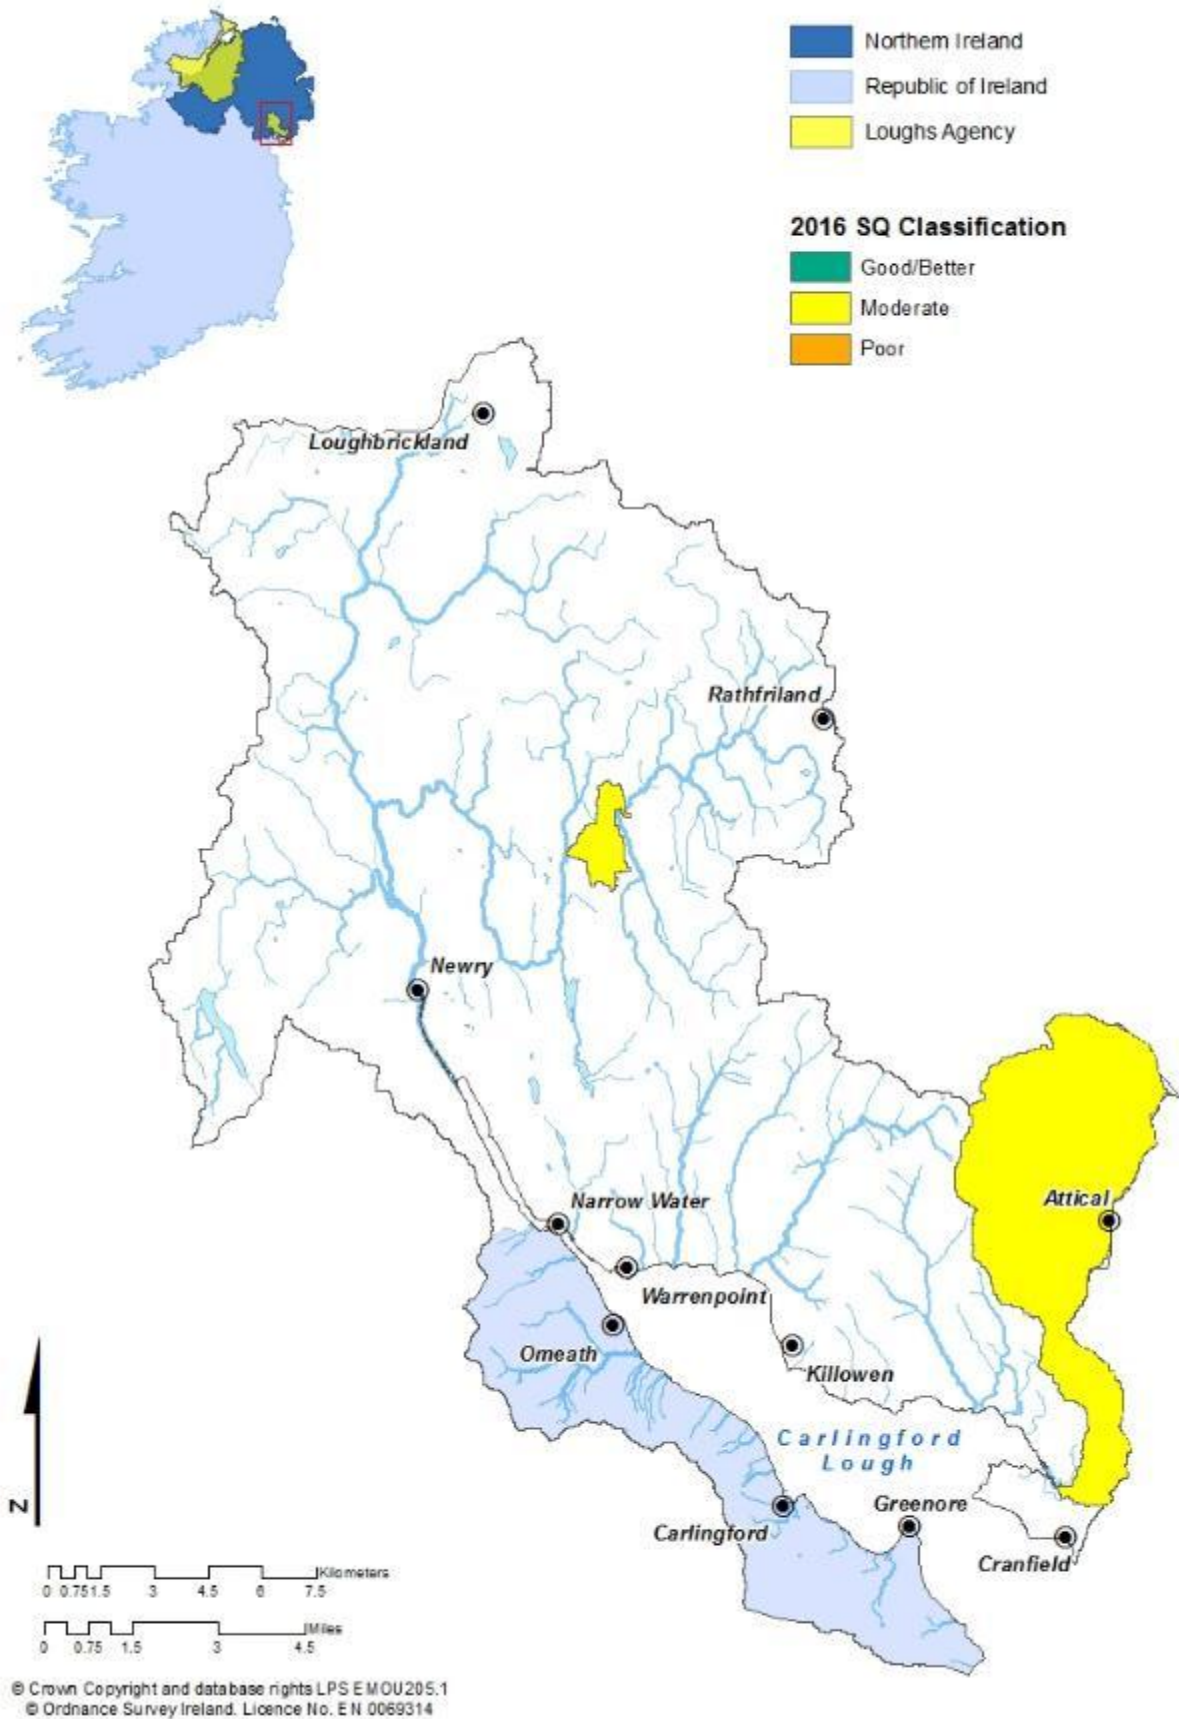 Northern Ireland
Republic of Ireland
Loughs Agency
2016 SQ Classification
Good/Better
Moderate
Poor
Loughbrickland
Rathfriland
Newry
Attical
Narrow Water
Warrenpoint
Omeath
Killowen
Carlingford
Lough
Greenore
Carlingford
Cranfield
N
Kilometers
0 0.75 1.5 3 4.5 6 7.5
Miles
0 0.75 1.5 3 4.5
© Crown Copyright and database rights LPS EMOU205.1
© Ordnance Survey Ireland. Licence No. EN 0069314